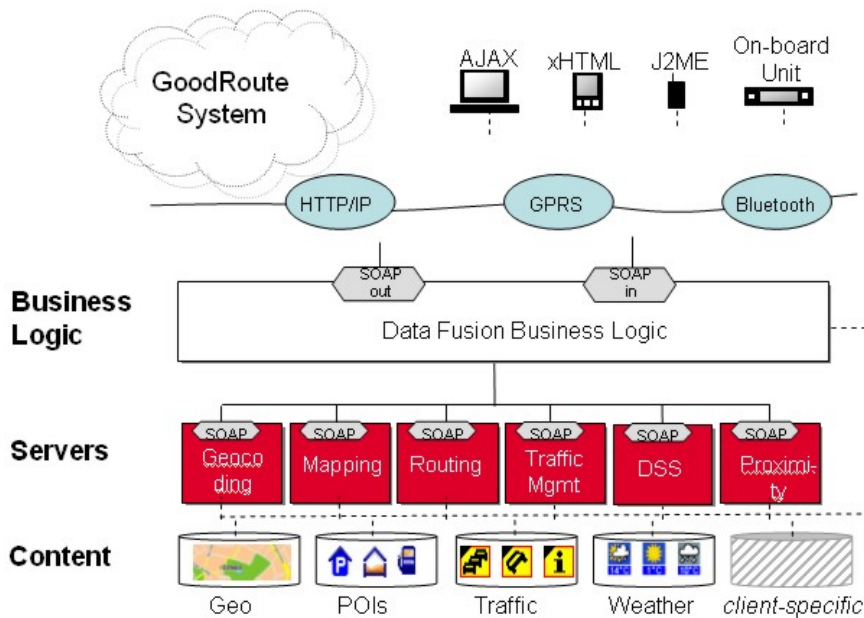 GoodRoute
System
AJAX
xHTML
J2ME
On-board
Unit
HTTP/IP
GPRS
Bluetooth
SOAP
out
SOAP
in
Business
Logic
Data Fusion Business Logic
Servers
SOAP
SOAP
SOAP
SOAP
SOAP
SOAP
Geoco
ding
Mapping
Routing
Traffic
Mgmt
DSS
Proximi-
ty
Content
P
i
14°C
1°C
Geo
POIs
Traffic
Weather
client-specific